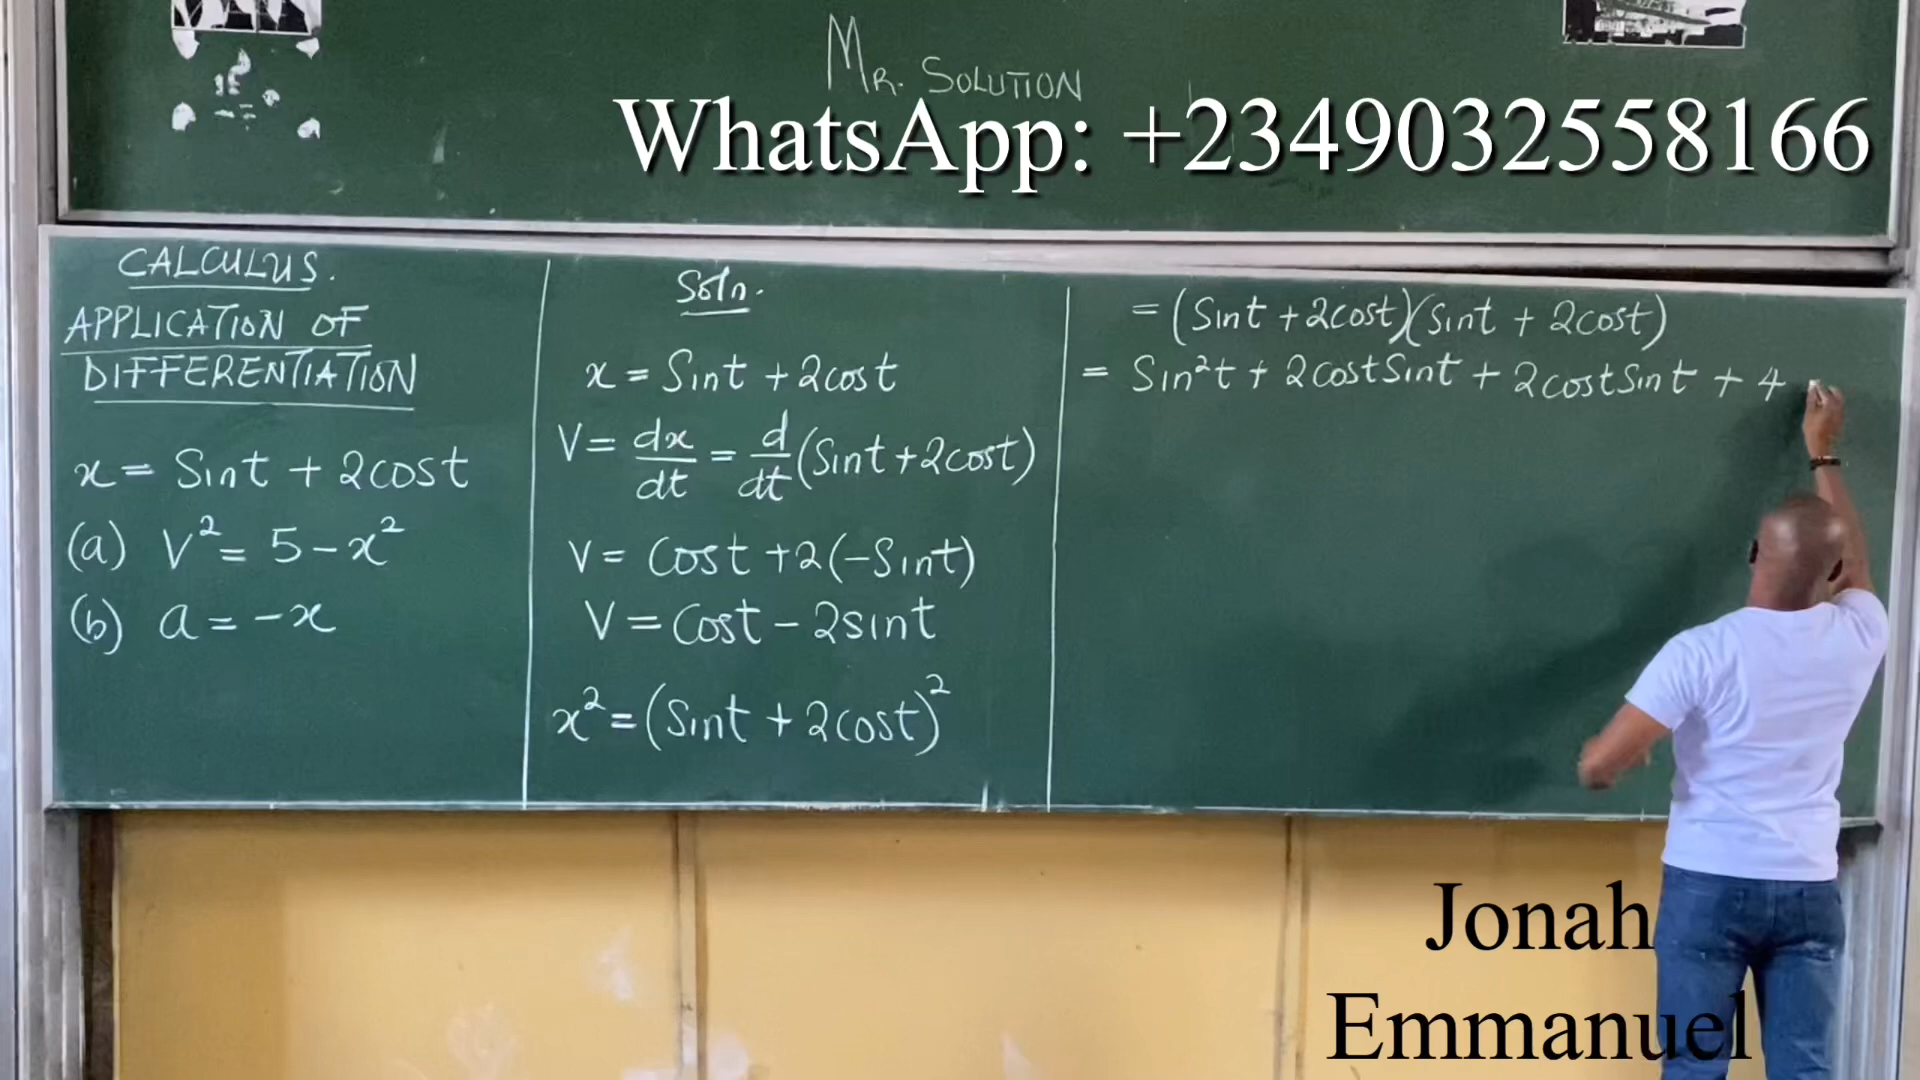 Mr. SOLUTION
WhatsApp: +2349032558166
CALCULUS.
APPLICATION OF
DIFFERENTIATION
x = Sint + 2cost
(a) V² = 5 - x²
(b) a = -x
Soln.
x = Sint + 2cost
V = dx/dt = d/dt (Sint + 2cost)
V = Cost + 2(-Sint)
V = Cost - 2sint
x² = (Sint + 2cost)²
= (Sint + 2cost)(Sint + 2cost)
= Sin²t + 2costSint + 2costSint + 4
Jonah
Emmanuel